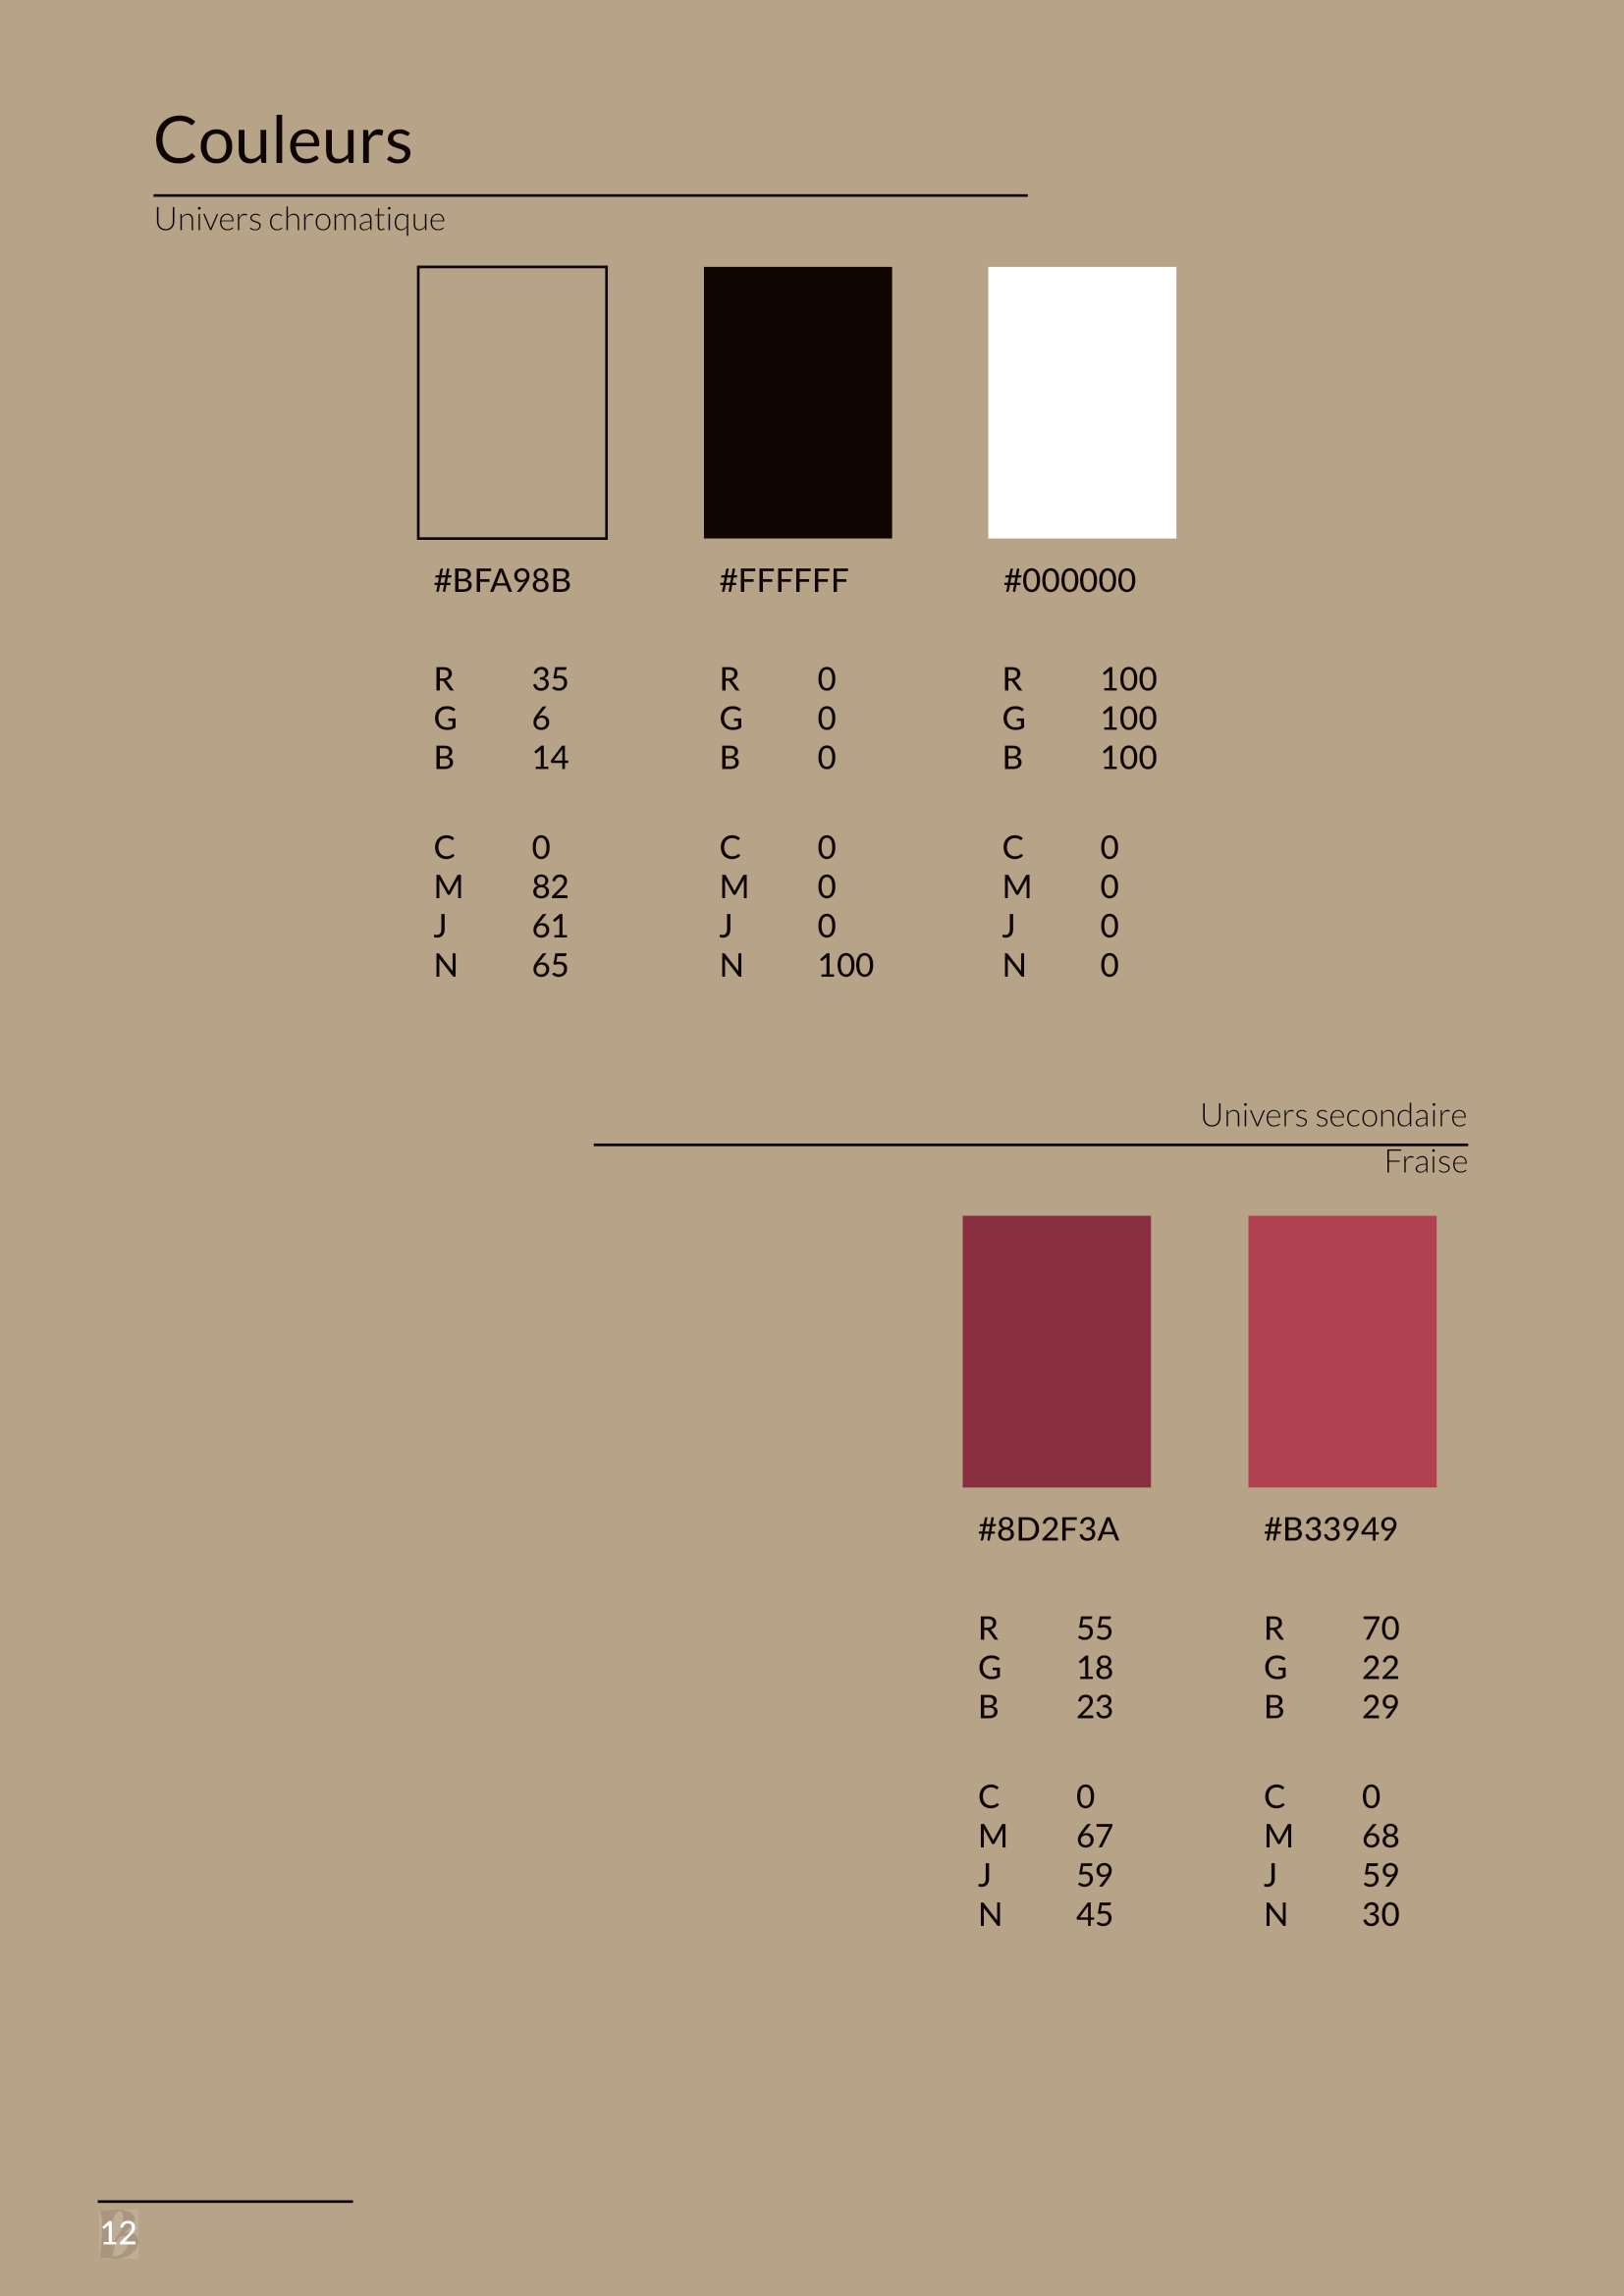 Couleurs
Univers chromatique
#BFA98B #FFFFFF #000000
R 35 R 0 R 100
G 6 G 0 G 100
B 14 B 0 B 100
C 0 C 0 C 0
M 82 M 0 M 0
J 61 J 0 J 0
N 65 N 100 N 0
Univers secondaire
Fraise
#8D2F3A #B33949
R 55 R 70
G 18 G 22
B 23 B 29
C 0 C 0
M 67 M 68
J 59 J 59
N 45 N 30
12